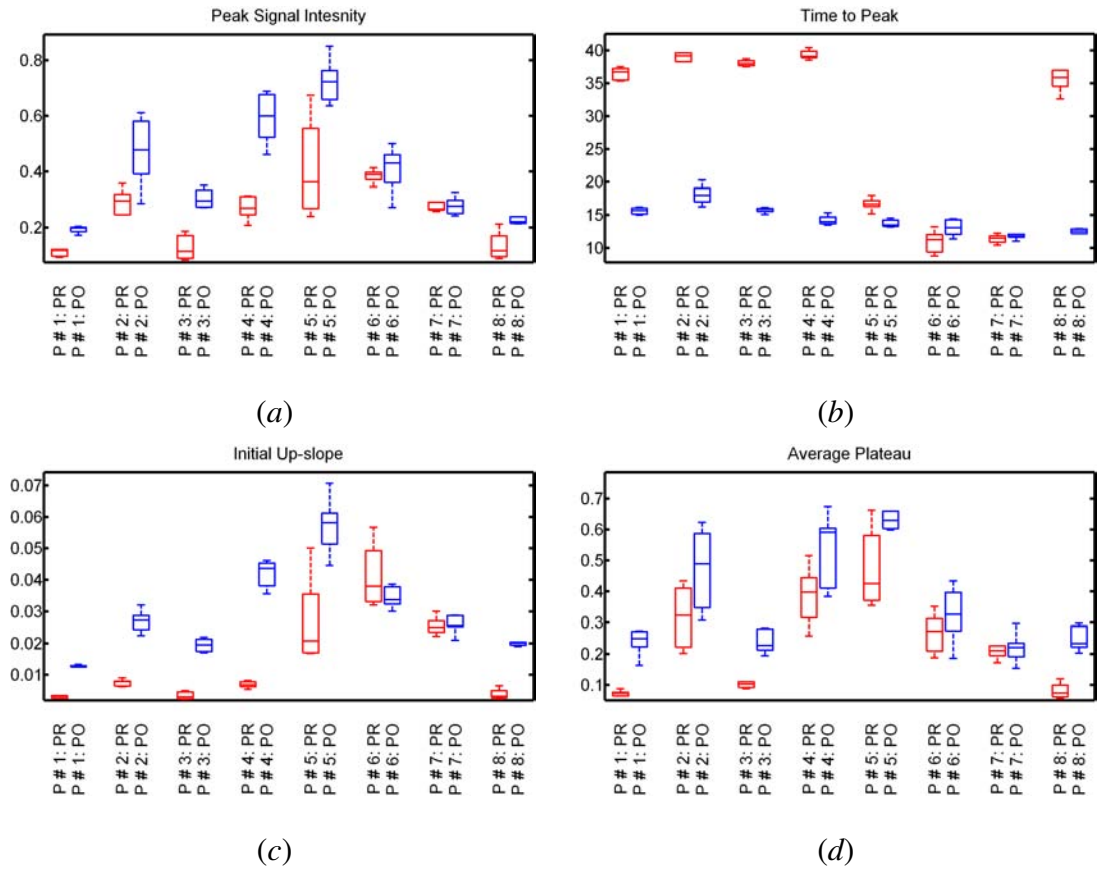 Peak Signal Intesnity
0.8
0.6
0.4
0.2
P # 1: PR
P # 1: PO
P # 2: PR
P # 2: PO
P # 3: PR
P # 3: PO
P # 4: PR
P # 4: PO
P # 5: PR
P # 5: PO
P # 6: PR
P # 6: PO
P # 7: PR
P # 7: PO
P # 8: PR
P # 8: PO
(a)
Time to Peak
40
35
30
25
20
15
10
P # 1: PR
P # 1: PO
P # 2: PR
P # 2: PO
P # 3: PR
P # 3: PO
P # 4: PR
P # 4: PO
P # 5: PR
P # 5: PO
P # 6: PR
P # 6: PO
P # 7: PR
P # 7: PO
P # 8: PR
P # 8: PO
(b)
Initial Up-slope
0.07
0.06
0.05
0.04
0.03
0.02
0.01
P # 1: PR
P # 1: PO
P # 2: PR
P # 2: PO
P # 3: PR
P # 3: PO
P # 4: PR
P # 4: PO
P # 5: PR
P # 5: PO
P # 6: PR
P # 6: PO
P # 7: PR
P # 7: PO
P # 8: PR
P # 8: PO
(c)
Average Plateau
0.7
0.6
0.5
0.4
0.3
0.2
0.1
P # 1: PR
P # 1: PO
P # 2: PR
P # 2: PO
P # 3: PR
P # 3: PO
P # 4: PR
P # 4: PO
P # 5: PR
P # 5: PO
P # 6: PR
P # 6: PO
P # 7: PR
P # 7: PO
P # 8: PR
P # 8: PO
(d)